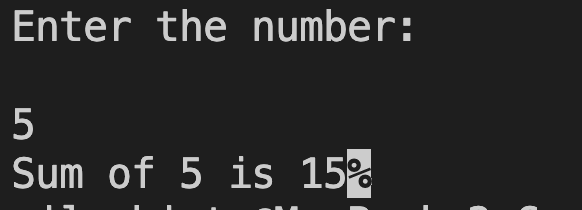 Enter the number:
5
Sum of 5 is 15%